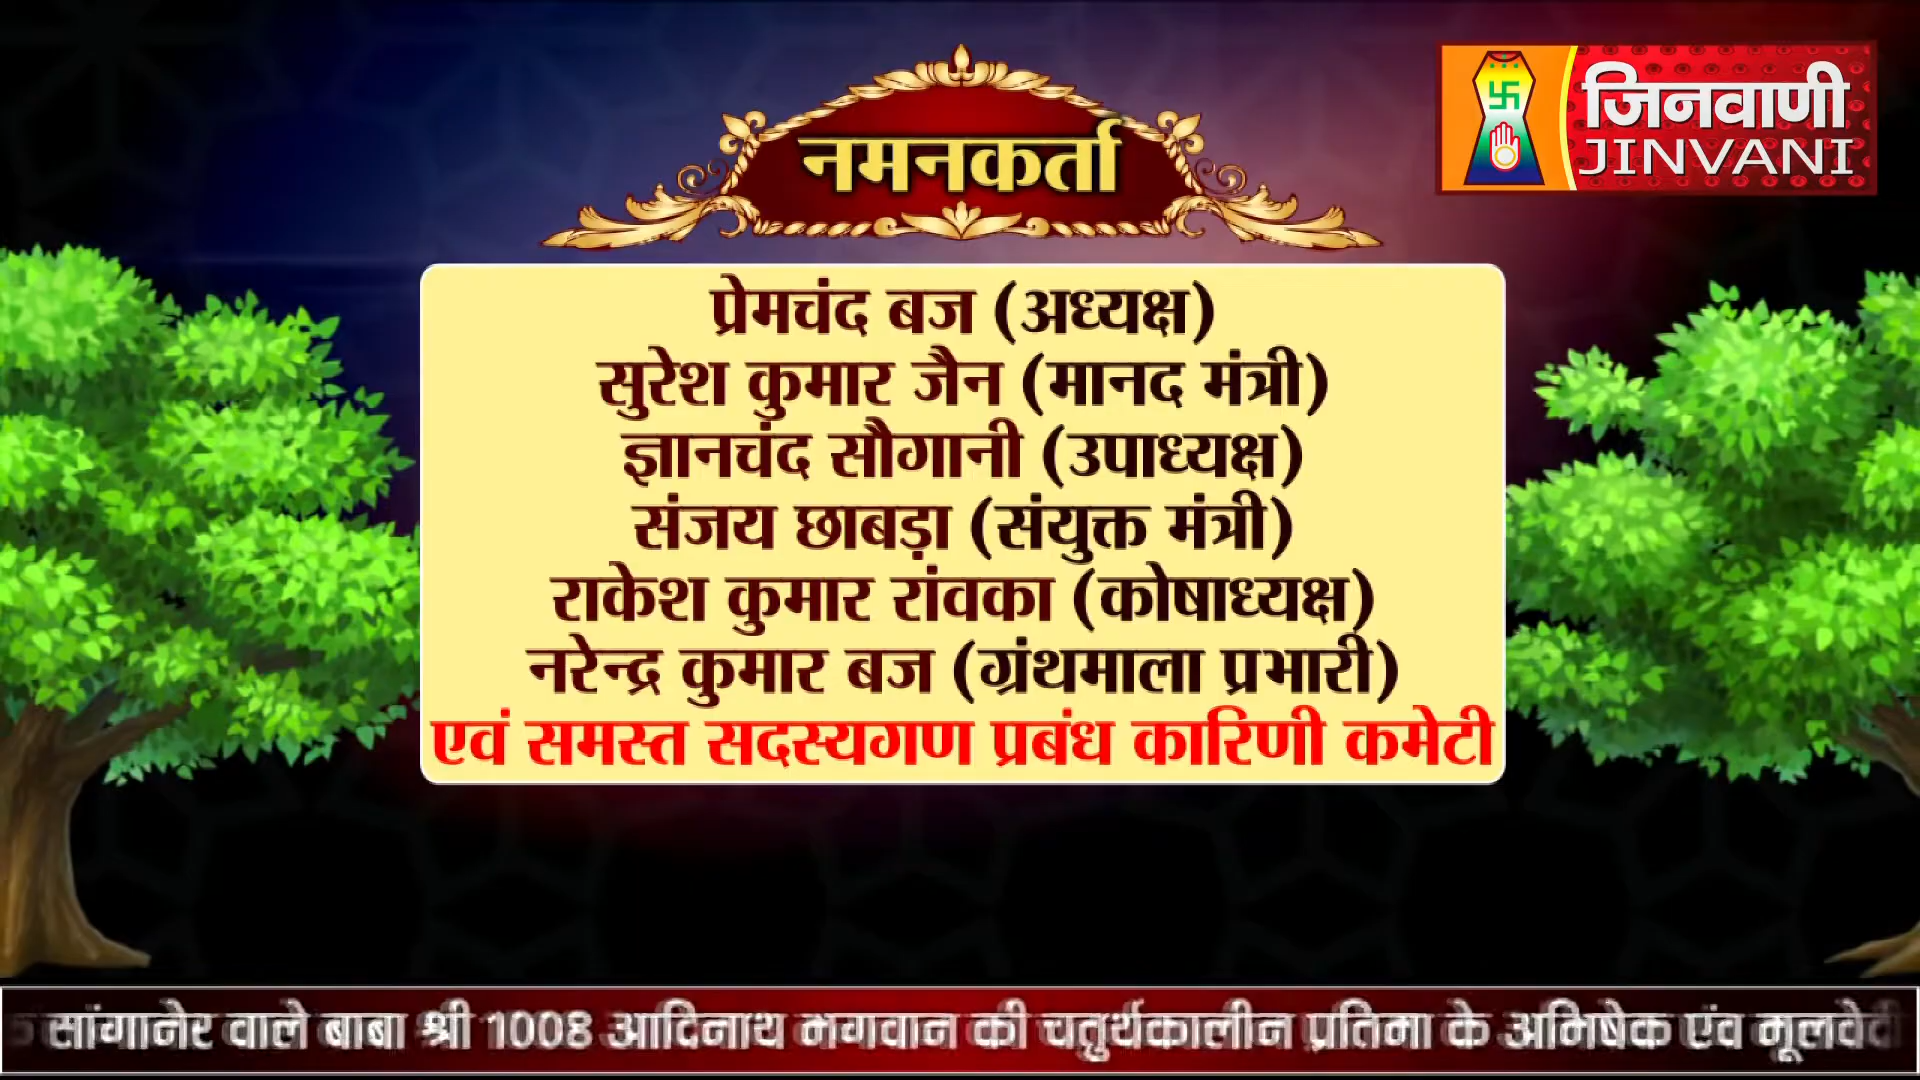 नमनकर्ता
जिनवाणी
JINVANI
प्रेमचंद बज (अध्यक्ष)
सुरेश कुमार जैन (मानद मंत्री)
ज्ञानचंद सौगानी (उपाध्यक्ष)
संजय छाबड़ा (संयुक्त मंत्री)
राकेश कुमार रांवका (कोषाध्यक्ष)
नरेन्द्र कुमार बज (ग्रंथमाला प्रभारी)
एवं समस्त सदस्यगण प्रबंध कारिणी कमेटी
सांगानेर वाले बाबा श्री 1008 आदिनाथ भगवान की चतुर्थकालीन प्रतिमा के अभिषेक एंव मूलवेदी